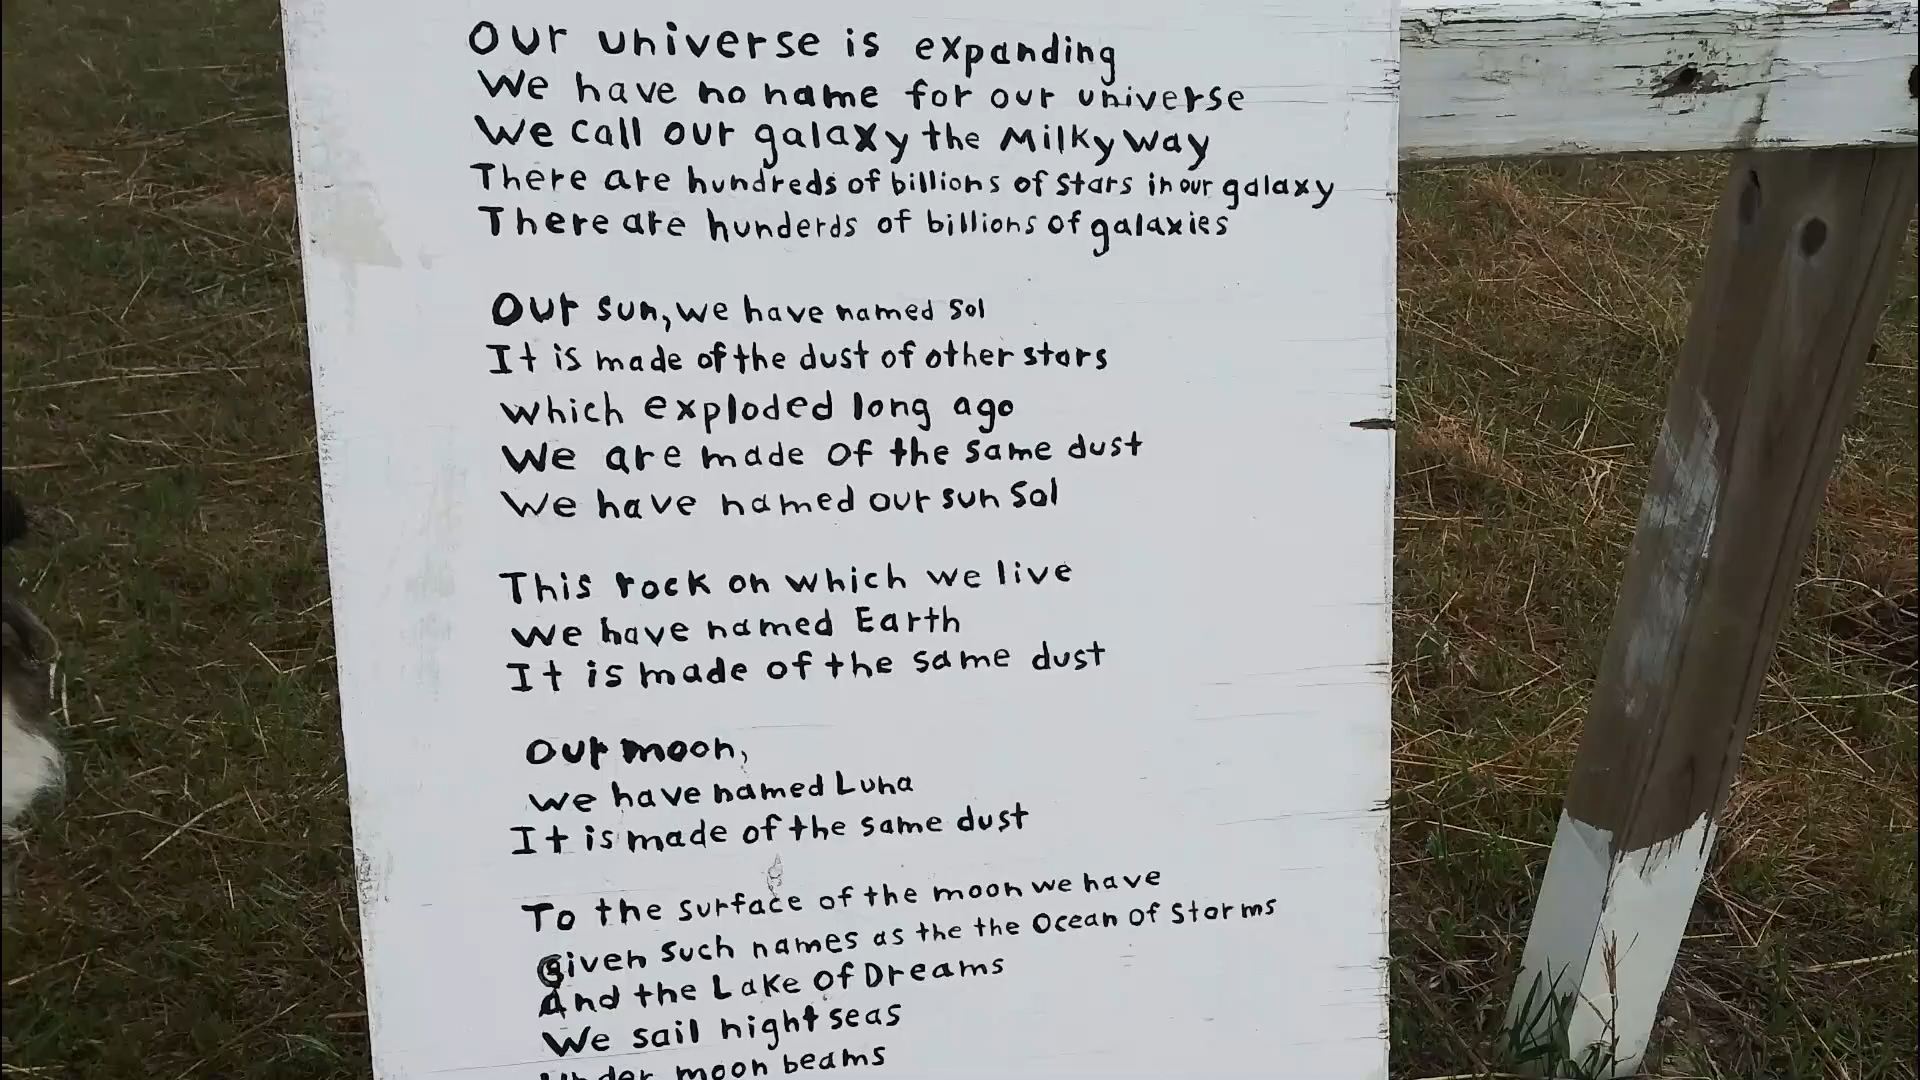 Our universe is expanding
We have no name for our universe
We call our galaxy the Milky Way
There are hundreds of billions of stars in our galaxy
There are hunderds of billions of galaxies
Our sun, we have named Sol
It is made of the dust of other stars
which exploded long ago
We are made of the same dust
We have named our sun Sol
This rock on which we live
we have named Earth
It is made of the same dust
Our moon,
we have named Luna
It is made of the same dust
To the surface of the moon we have
Given such names as the the Ocean of Storms
And the Lake of Dreams
We sail night seas
Under moon beams